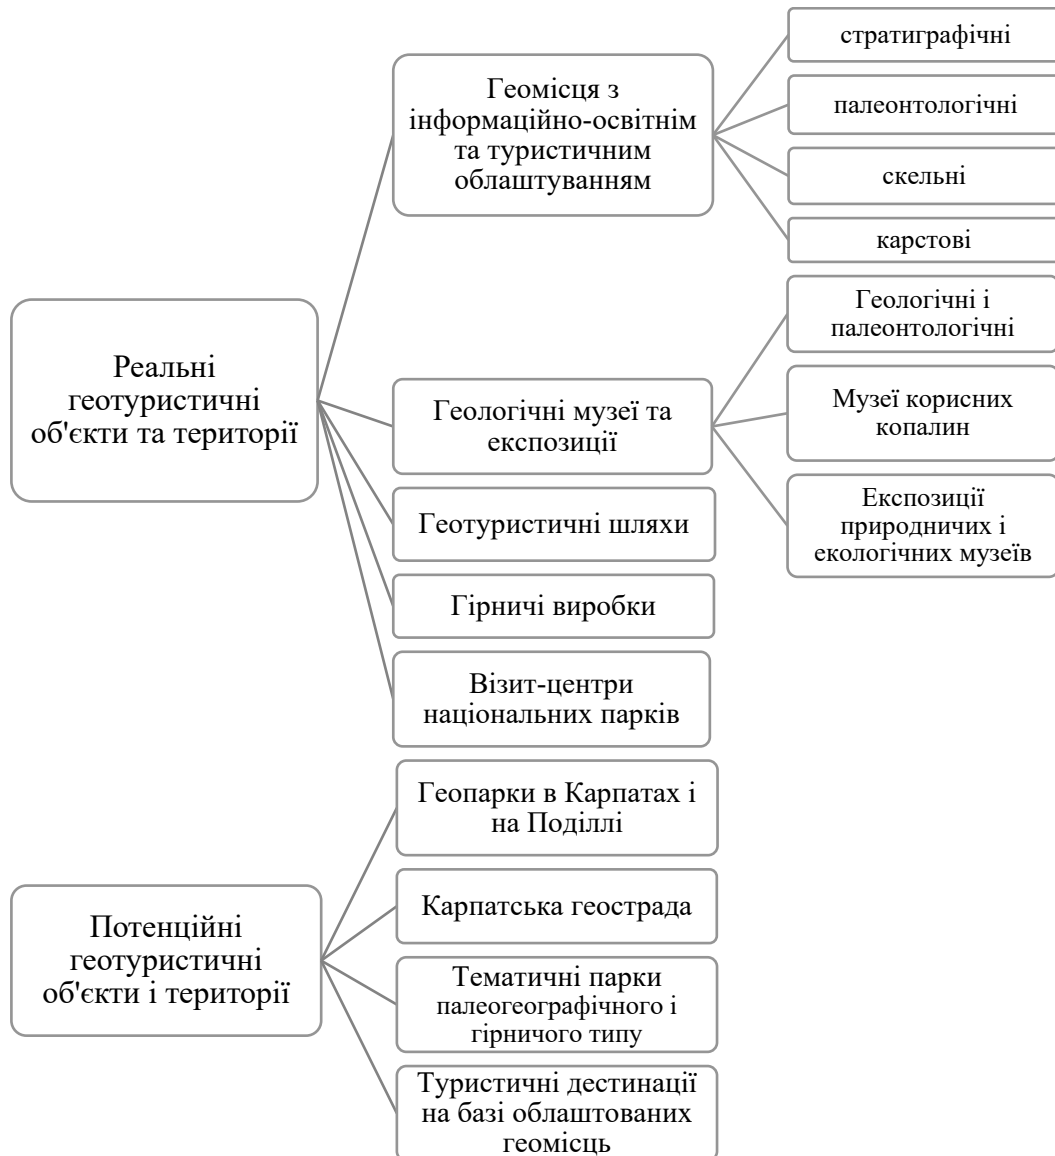 Реальні
геотуристичні
об'єкти та території
Геомісця з
інформаційно-освітнім
та туристичним
облаштуванням
стратиграфічні
палеонтологічні
скельні
карстові
Геологічні музеї та
експозиції
Геологічні і
палеонтологічні
Музеї корисних
копалин
Експозиції
природничих і
екологічних музеїв
Геотуристичні шляхи
Гірничі виробки
Візит-центри
національних парків
Потенційні
геотуристичні
об'єкти і території
Геопарки в Карпатах і
на Поділлі
Карпатська геострада
Тематичні парки
палеогеографічного і
гірничого типу
Туристичні дестинації
на базі облаштованих
геомісць